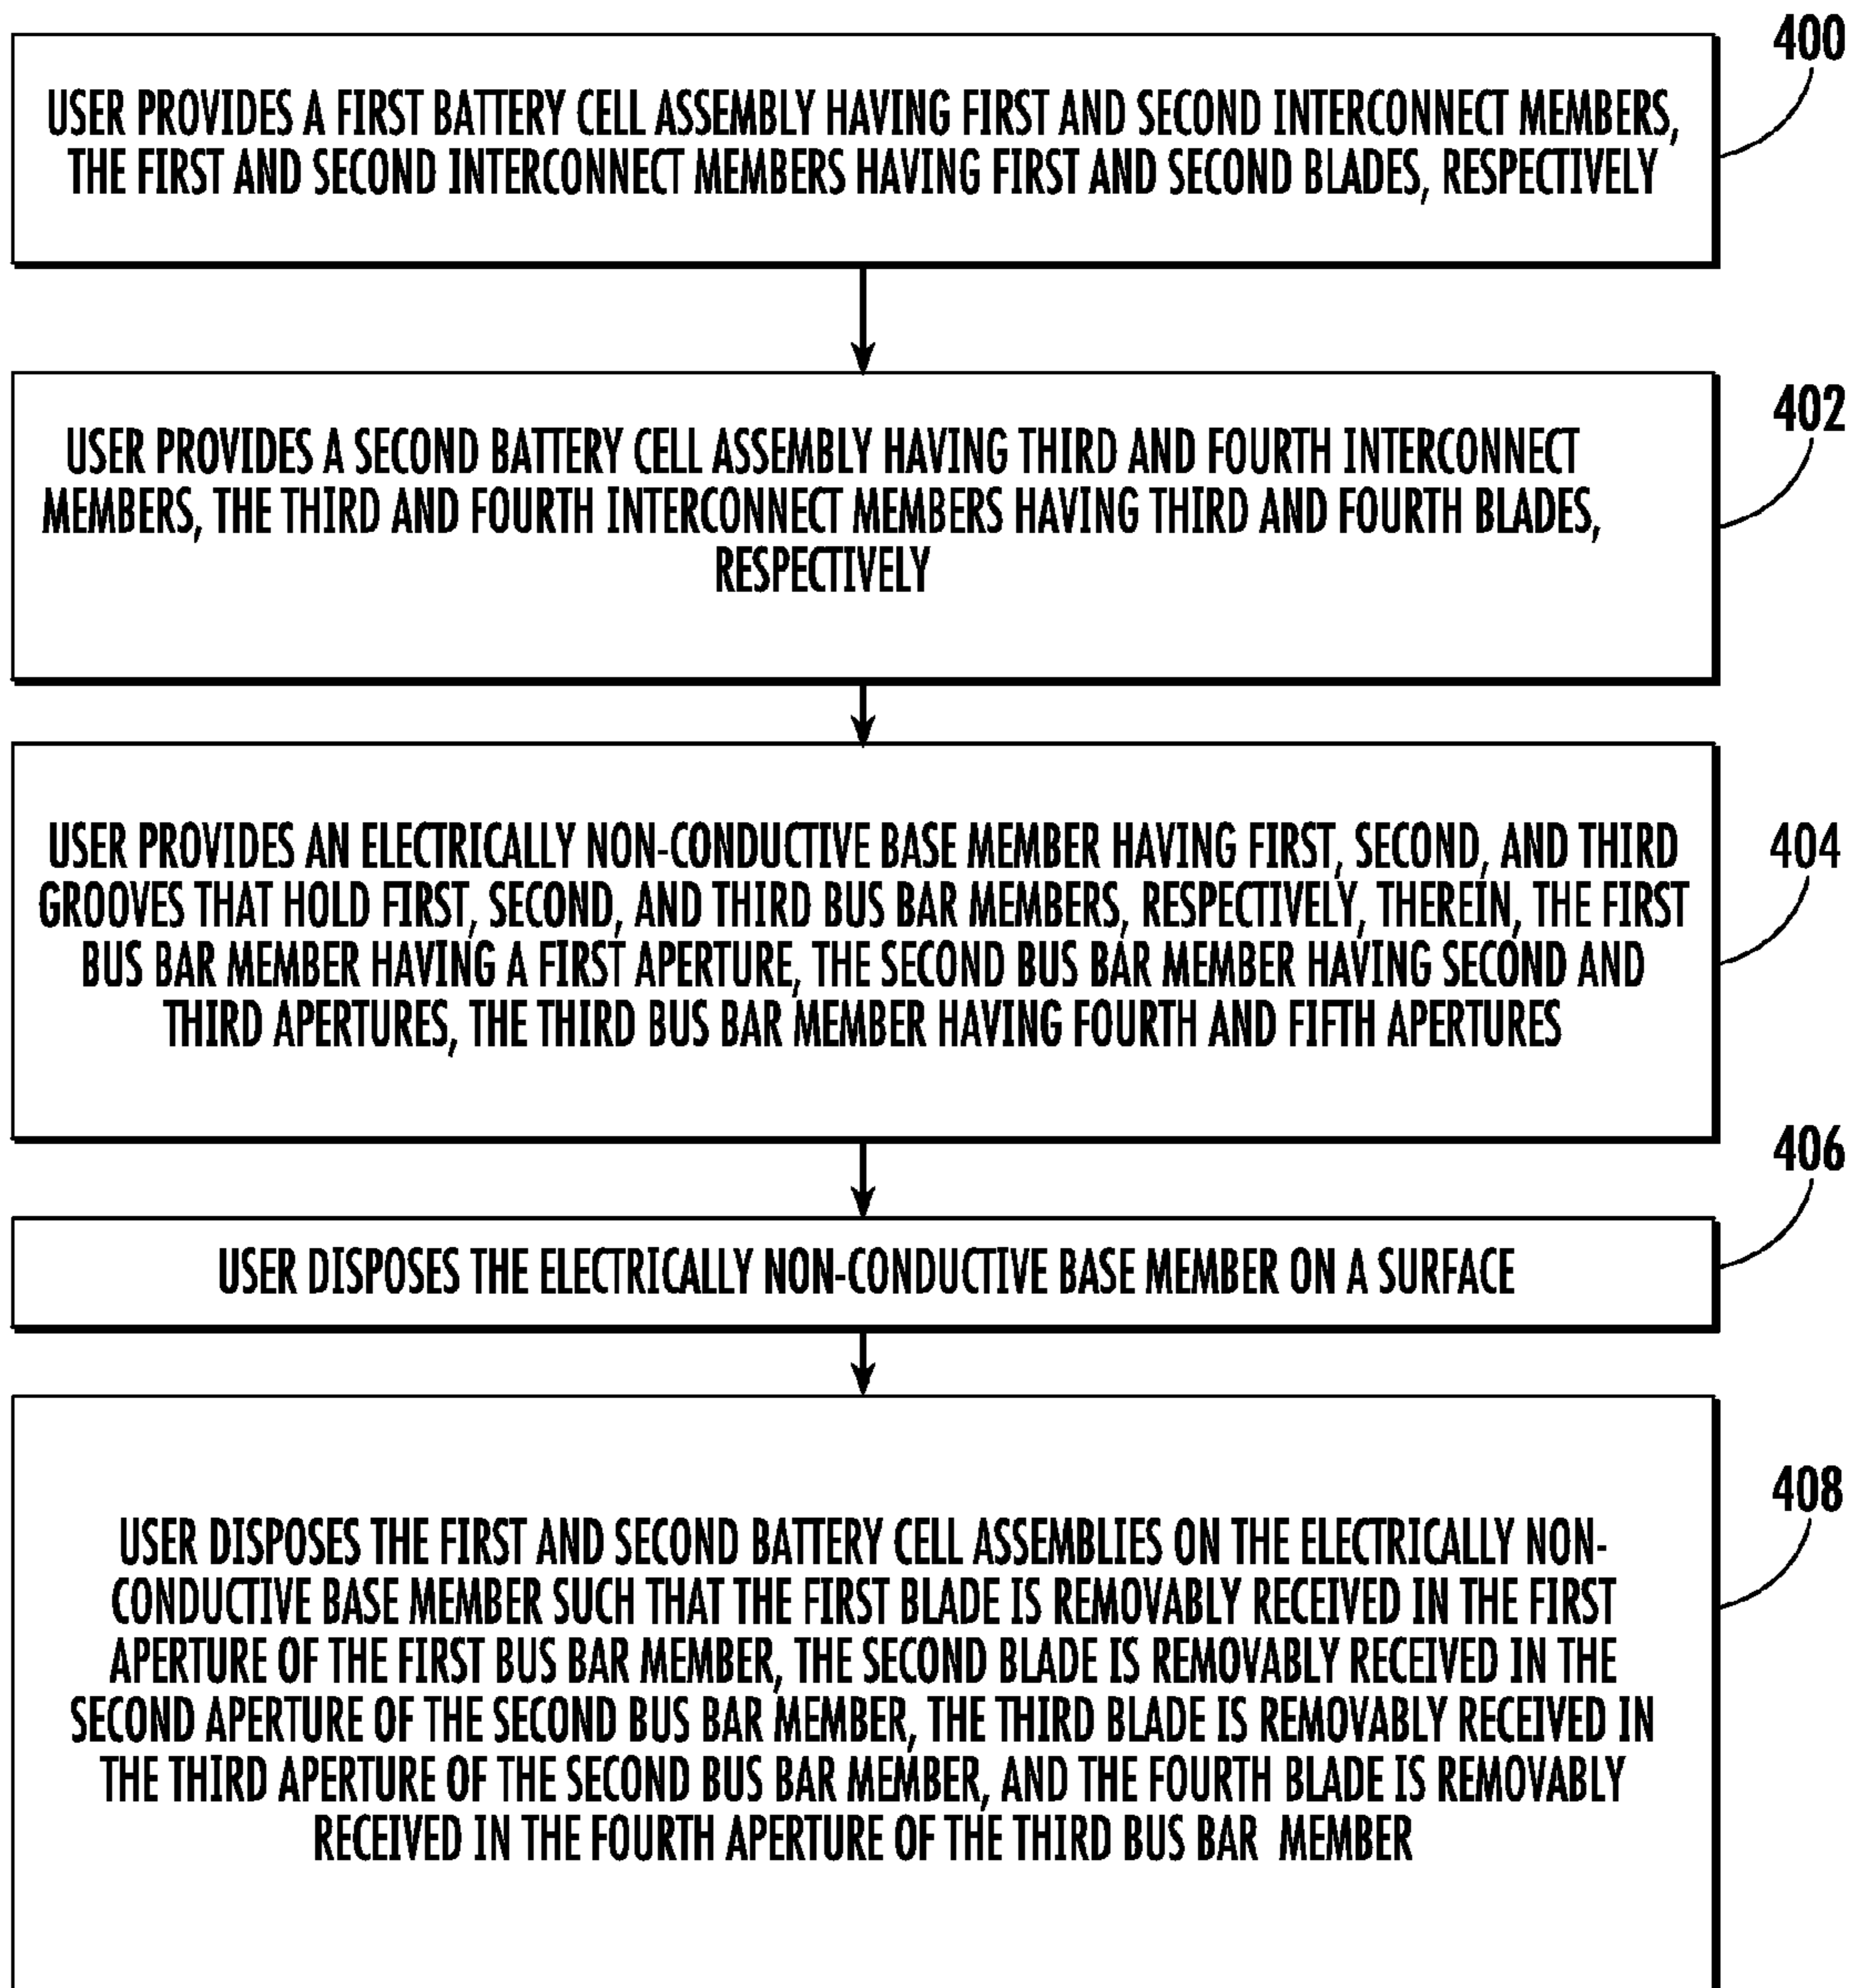 400
USER PROVIDES A FIRST BATTERY CELL ASSEMBLY HAVING FIRST AND SECOND INTERCONNECT MEMBERS,
THE FIRST AND SECOND INTERCONNECT MEMBERS HAVING FIRST AND SECOND BLADES, RESPECTIVELY
402
USER PROVIDES A SECOND BATTERY CELL ASSEMBLY HAVING THIRD AND FOURTH INTERCONNECT
MEMBERS, THE THIRD AND FOURTH INTERCONNECT MEMBERS HAVING THIRD AND FOURTH BLADES,
RESPECTIVELY
404
USER PROVIDES AN ELECTRICALLY NON-CONDUCTIVE BASE MEMBER HAVING FIRST, SECOND, AND THIRD
GROOVES THAT HOLD FIRST, SECOND, AND THIRD BUS BAR MEMBERS, RESPECTIVELY, THEREIN, THE FIRST
BUS BAR MEMBER HAVING A FIRST APERTURE, THE SECOND BUS BAR MEMBER HAVING SECOND AND
THIRD APERTURES, THE THIRD BUS BAR MEMBER HAVING FOURTH AND FIFTH APERTURES
406
USER DISPOSES THE ELECTRICALLY NON-CONDUCTIVE BASE MEMBER ON A SURFACE
408
USER DISPOSES THE FIRST AND SECOND BATTERY CELL ASSEMBLIES ON THE ELECTRICALLY NON-
CONDUCTIVE BASE MEMBER SUCH THAT THE FIRST BLADE IS REMOVABLY RECEIVED IN THE FIRST
APERTURE OF THE FIRST BUS BAR MEMBER, THE SECOND BLADE IS REMOVABLY RECEIVED IN THE
SECOND APERTURE OF THE SECOND BUS BAR MEMBER, THE THIRD BLADE IS REMOVABLY RECEIVED IN
THE THIRD APERTURE OF THE SECOND BUS BAR MEMBER, AND THE FOURTH BLADE IS REMOVABLY
RECEIVED IN THE FOURTH APERTURE OF THE THIRD BUS BAR MEMBER